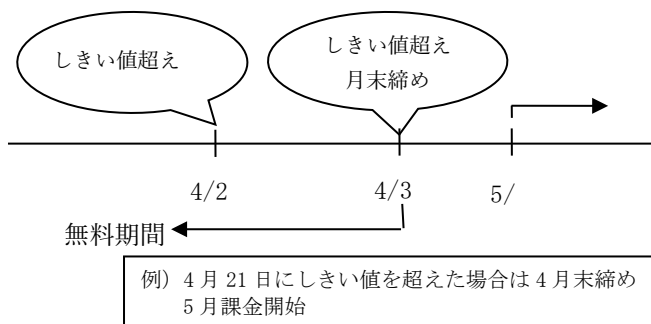 しきい値超え
しきい値超え
月末締め
4/2
4/3
5/
無料期間
例）4月21日にしきい値を超えた場合は4月末締め
5月課金開始